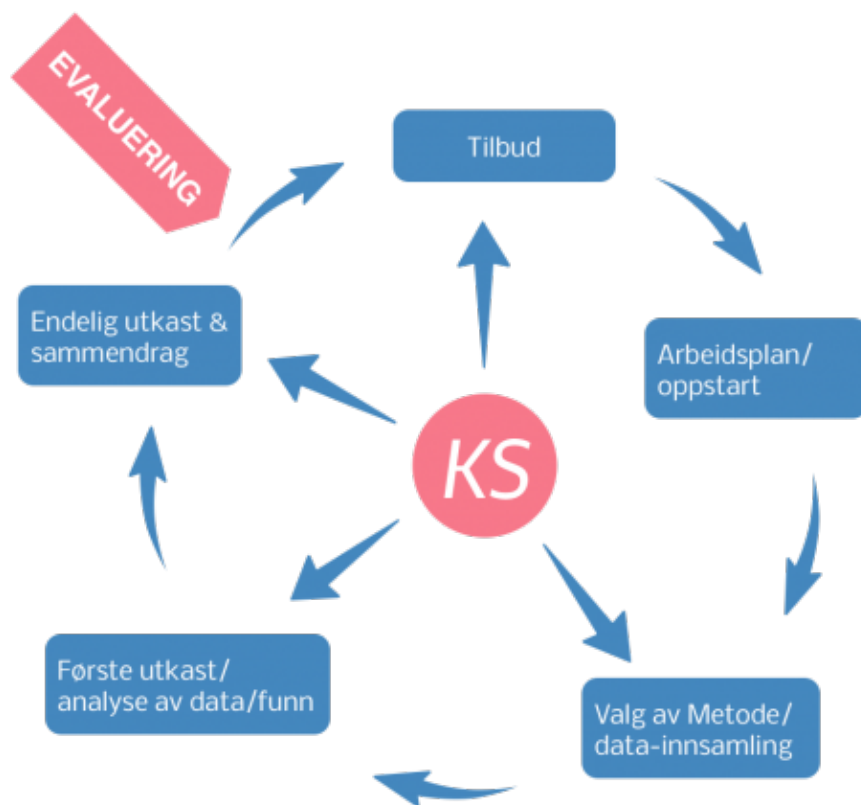 EVALUERING
Tilbud
Endelig utkast &
sammendrag
Arbeidsplan/
oppstart
KS
Første utkast/
analyse av data/funn
Valg av Metode/
data-innsamling